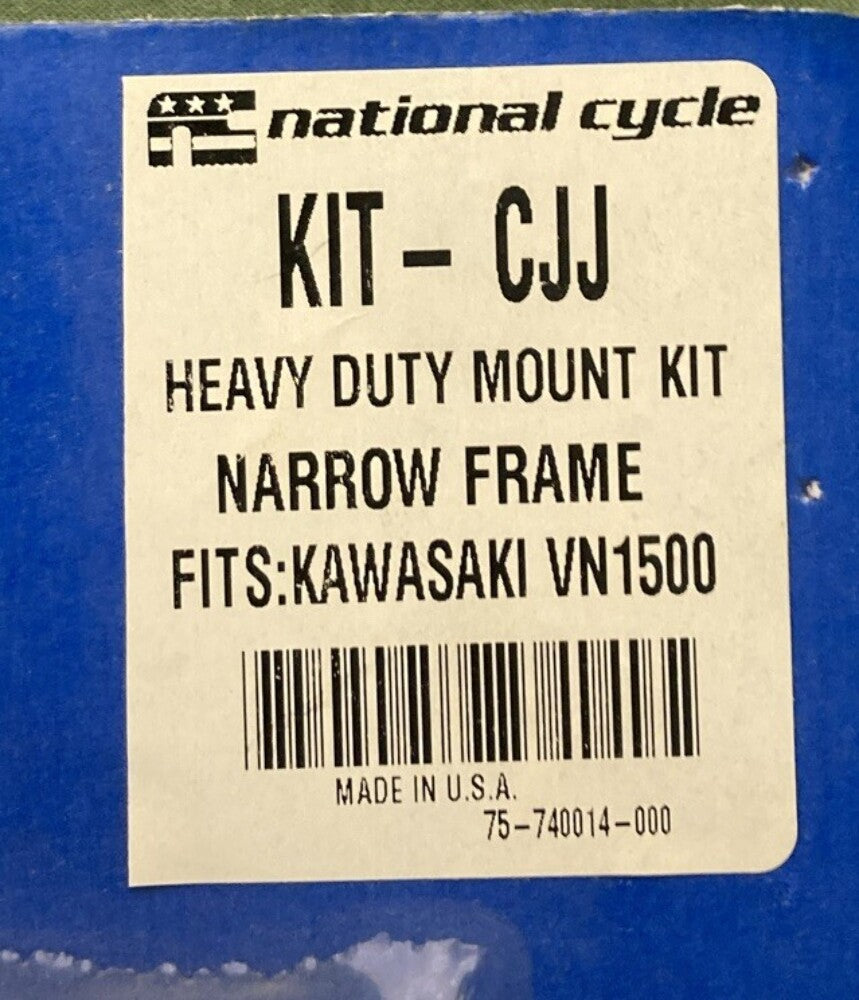 national cycle
KIT- CJJ
HEAVY DUTY MOUNT KIT
NARROW FRAME
FITS:KAWASAKI VN1500
MADE IN U.S.A.
75-740014-000